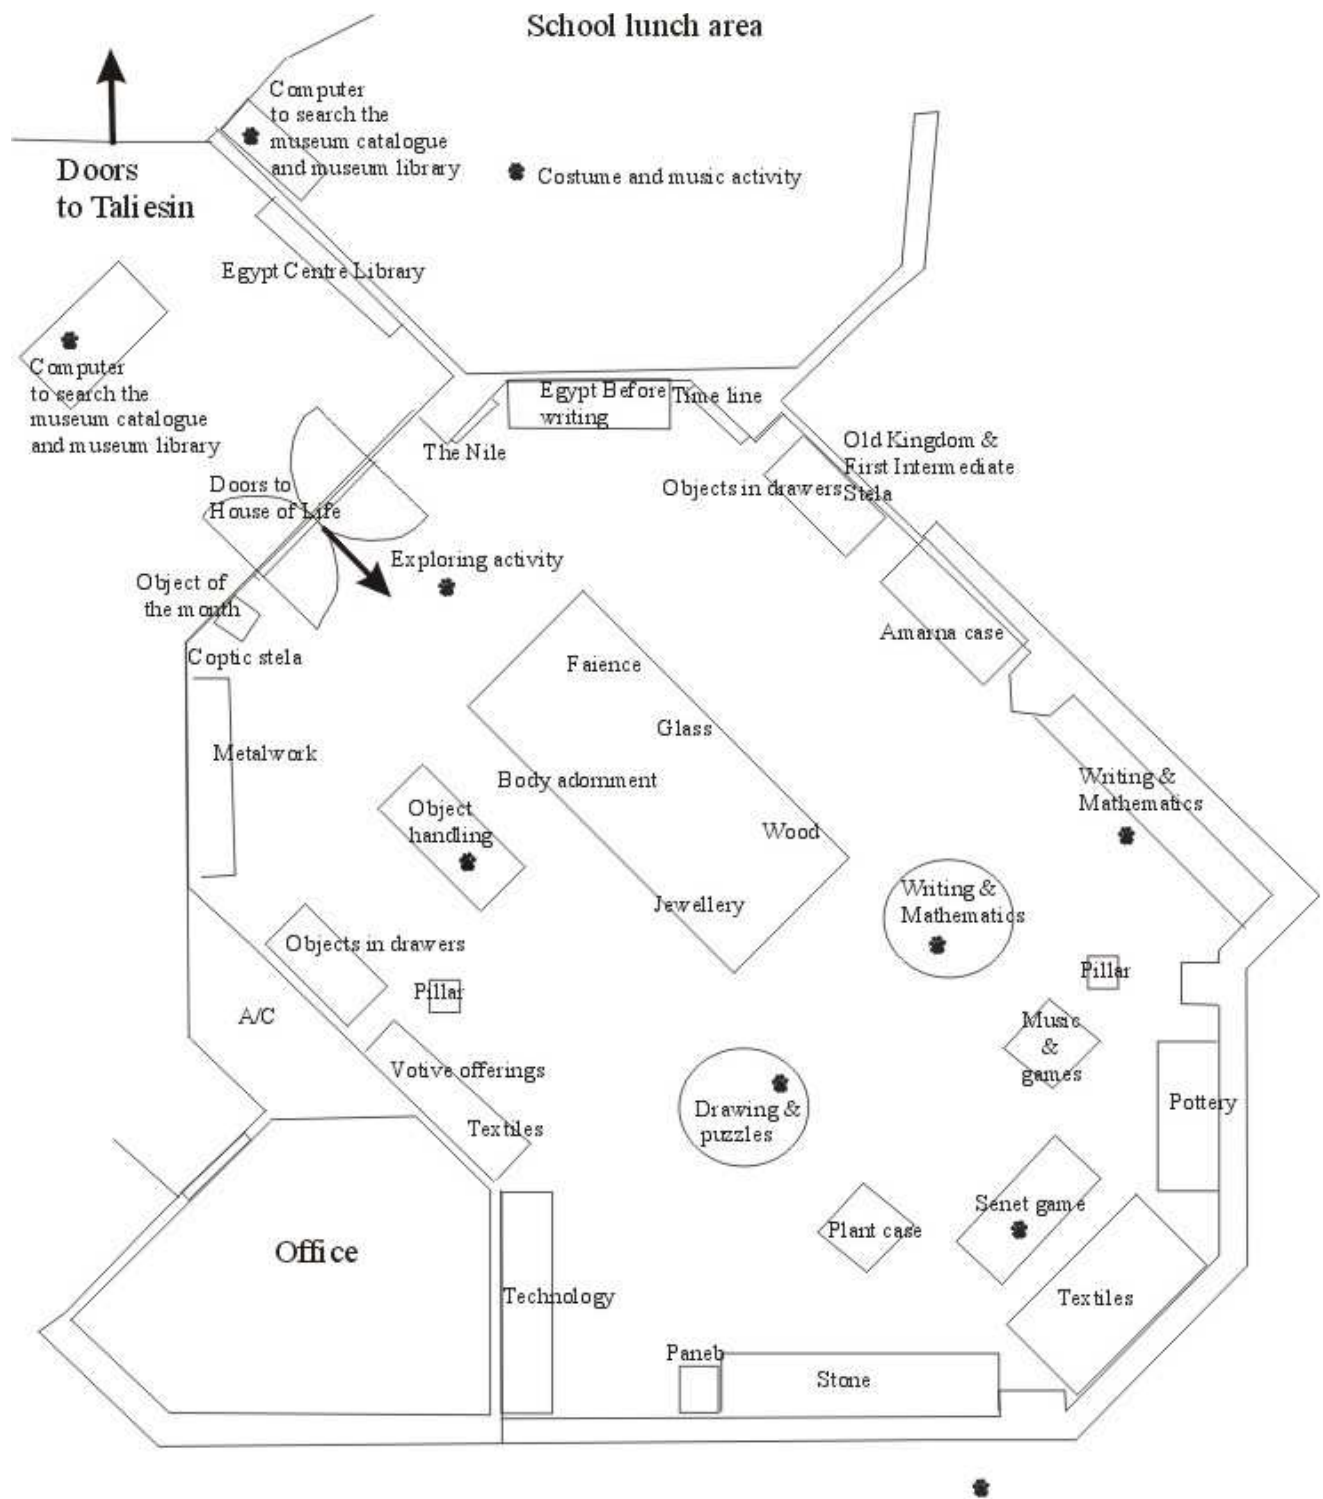 School lunch area
Computer
to search the
museum catalogue
and museum library
Doors
to Taliesin
Costume and music activity
Egypt Centre Library
Computer
to search the
museum catalogue
and museum library
Egypt Before
writing
Time line
The Nile
Old Kingdom &
First Intermediate
Stela
Objects in drawers
Doors to
House of Life
Exploring activity
Object of
the month
Coptic stela
Amarna case
Faience
Glass
Metalwork
Body adornment
Writing &
Mathematics
Object
handling
Wood
Jewellery
Writing &
Mathematics
Objects in drawers
Pillar
Pillar
A/C
Music
&
games
Votive offerings
Textiles
Drawing &
puzzles
Pottery
Senet game
Plant case
Office
Technology
Textiles
Paneb
Stone